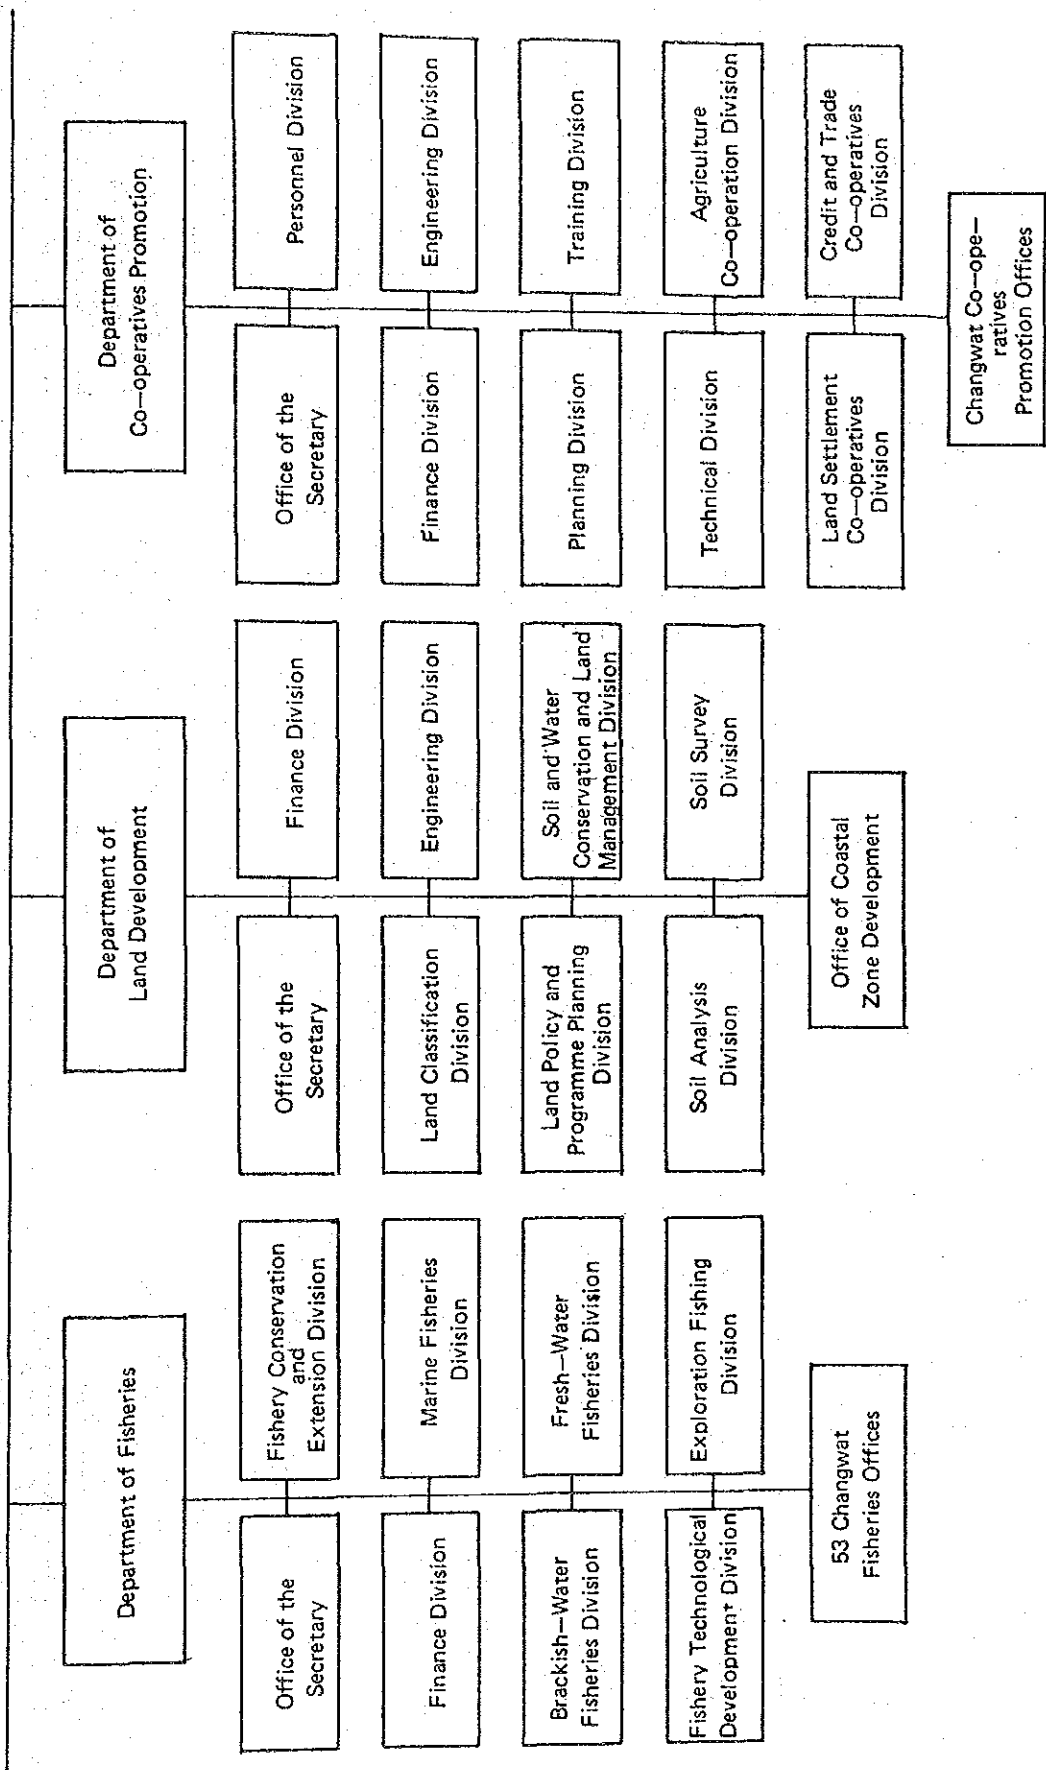 Department of Fisheries
Office of the
Secretary
Fishery Conservation
and
Extension Division
Finance Division
Marine Fisheries
Division
Brackish—Water
Fisheries Division
Fresh—Water
Fisheries Division
Fishery Technological
Development Division
Exploration Fishing
Division
53 Changwat
Fisheries Offices
Department of
Land Development
Office of the
Secretary
Finance Division
Land Classification
Division
Engineering Division
Land Policy and
Programme Planning
Division
Soil and Water
Conservation and Land
Management Division
Soil Analysis
Division
Soil Survey
Division
Office of Coastal
Zone Development
Department of
Co—operatives Promotion
Office of the
Secretary
Personnel Division
Finance Division
Engineering Division
Planning Division
Training Division
Technical Division
Agriculture
Co—operation Division
Land Settlement
Co—operatives
Division
Credit and Trade
Co—operatives
Division
Changwat Co—ope—
ratives
Promotion Offices